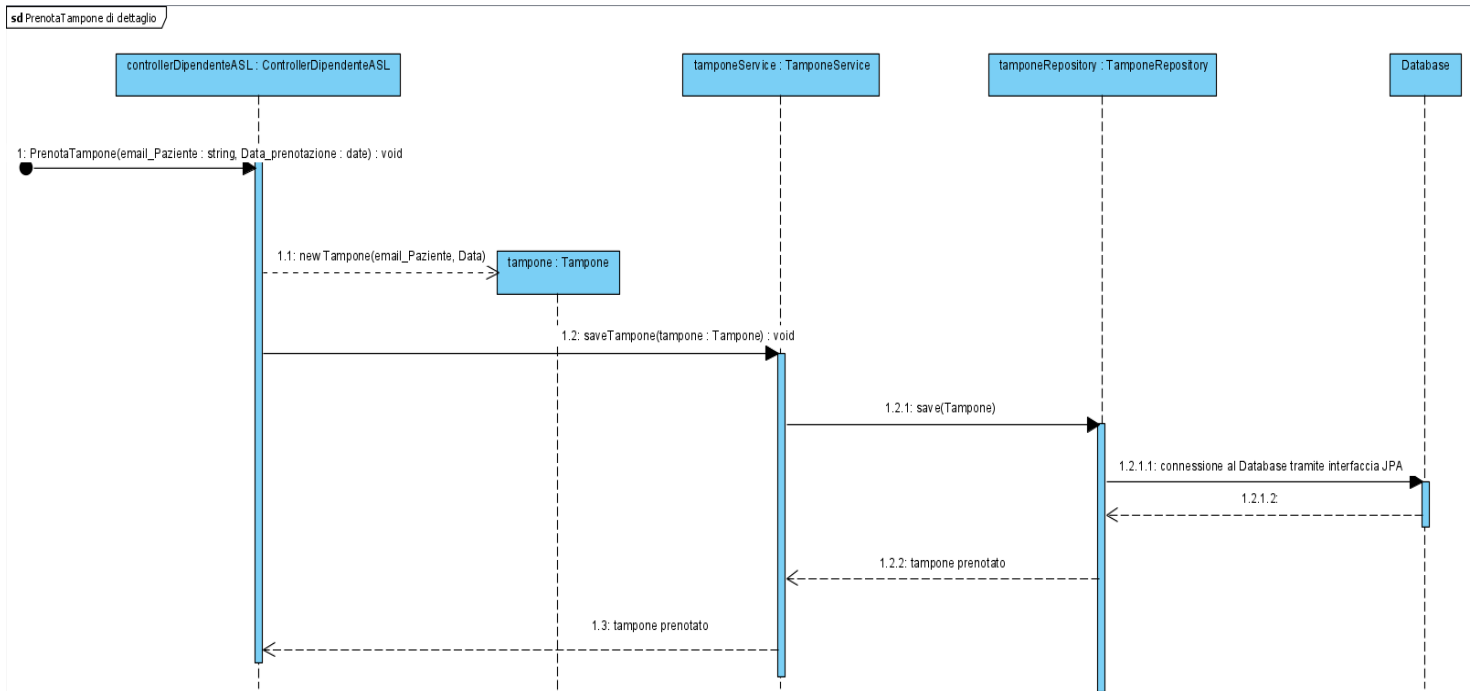 sd PrenotaTampone di dettaglio
controllerDipendenteASL : ControllerDipendenteASL
tamponeService : TamponeService
tamponeRepository : TamponeRepository
Database
1: PrenotaTampone(email_Paziente : string, Data_prenotazione : date) : void
1.1: new Tampone(email_Paziente, Data)
tampone : Tampone
1.2: saveTampone(tampone : Tampone) : void
1.2.1: save(Tampone)
1.2.1.1: connessione al Database tramite interfaccia JPA
1.2.1.2:
1.2.2: tampone prenotato
1.3: tampone prenotato